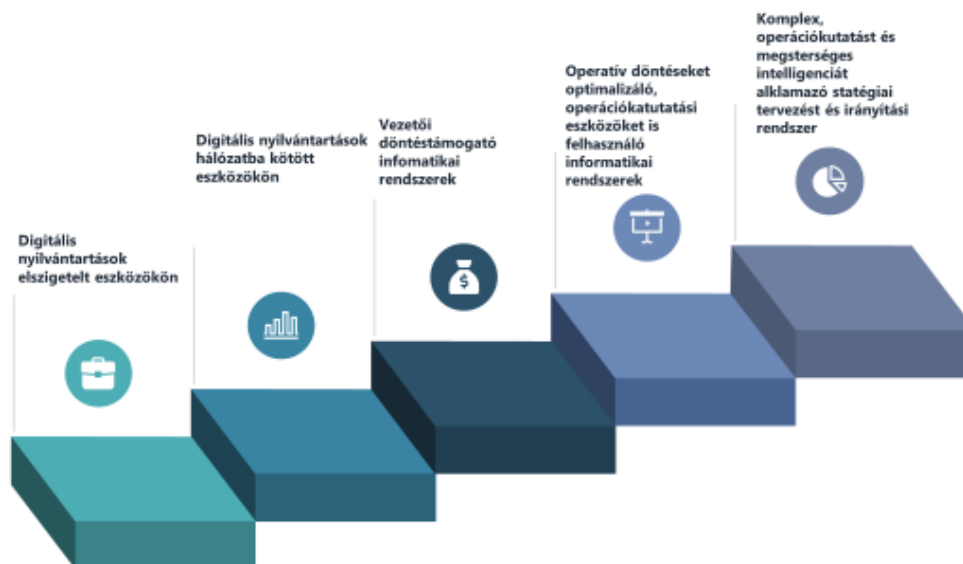 Digitális
nyilvántartások
elszigetelt eszközökön
Digitális nyilvántartások
hálózatba kötött
eszközökön
Vezetői
döntéstámogató
infomatikai
rendszerek
Operatív döntéseket
optimalizáló,
operációkatutatási
eszközöket is
felhasználó
informatikai
rendszerek
Komplex,
operációkutatást és
megsterséges
intelligenciát
alklamazó statégiai
tervezést és irányítási
rendszer
$